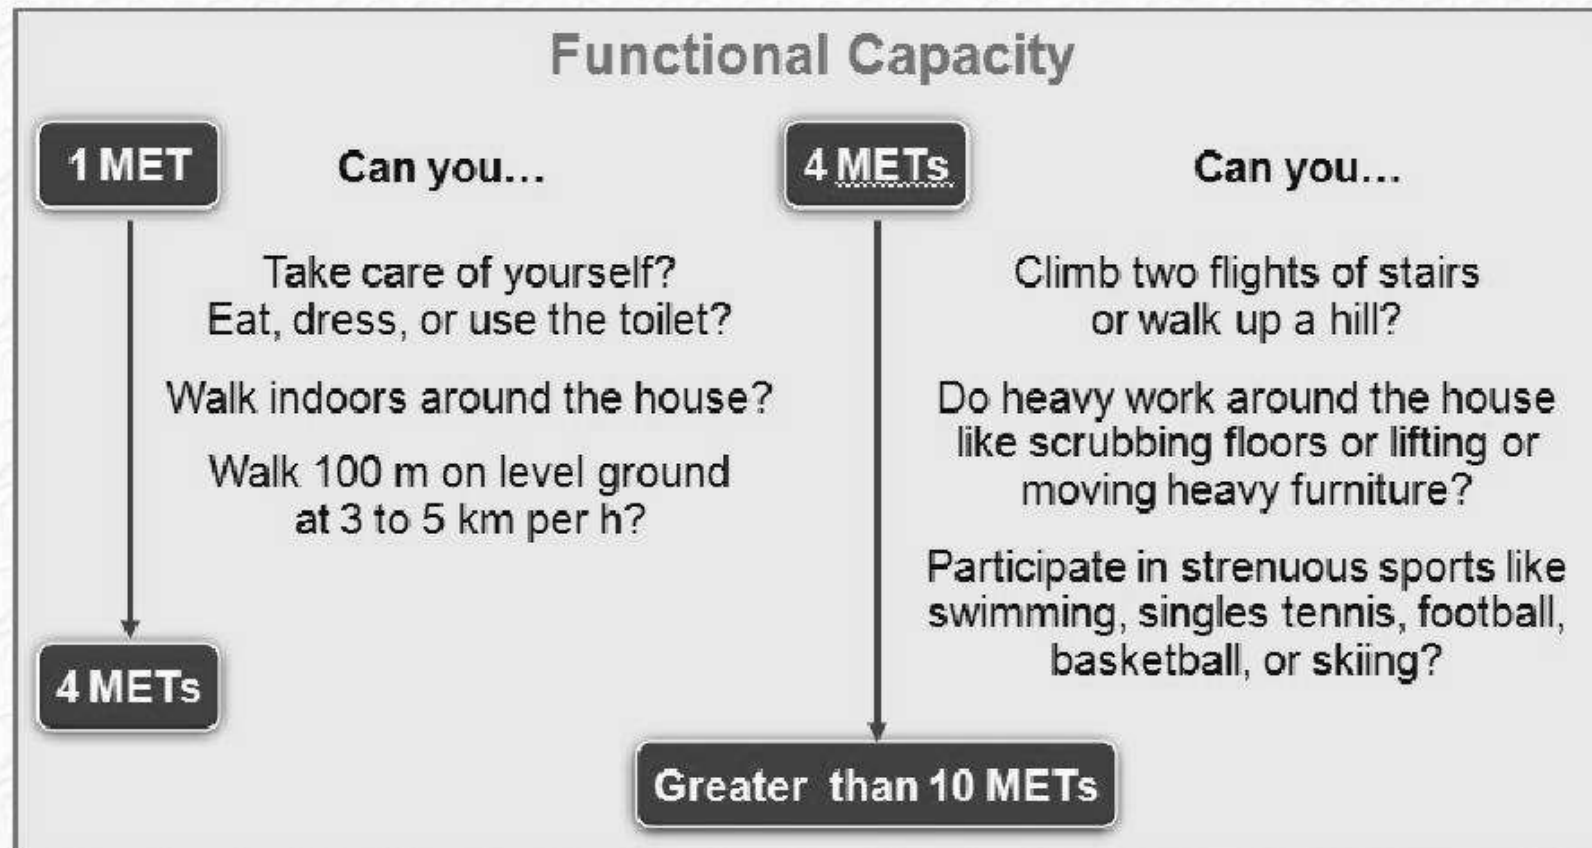 Functional Capacity
1 MET
Can you...
Take care of yourself?
Eat, dress, or use the toilet?
Walk indoors around the house?
Walk 100 m on level ground
at 3 to 5 km per h?
4 METs
4 METs
Can you...
Climb two flights of stairs
or walk up a hill?
Do heavy work around the house
like scrubbing floors or lifting or
moving heavy furniture?
Participate in strenuous sports like
swimming, singles tennis, football,
basketball, or skiing?
Greater than 10 METs